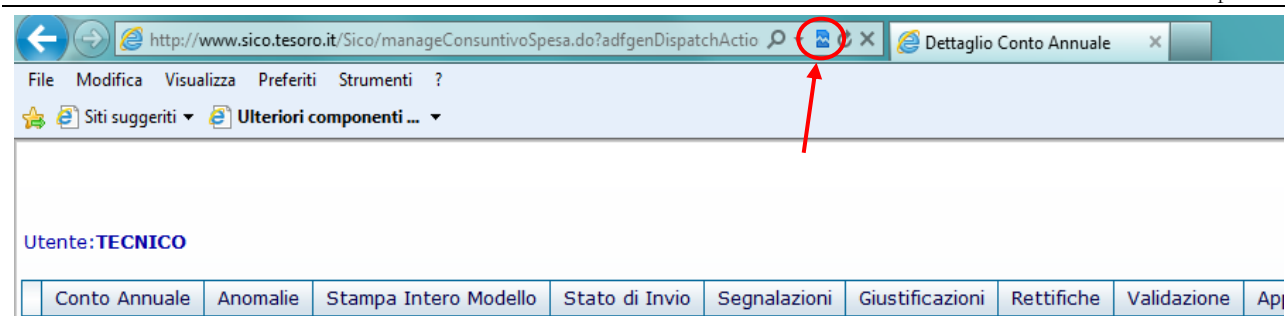 http://www.sico.tesoro.it/Sico/manageConsuntivoSpesa.do?adfgenDispatchActio Dettaglio Conto Annuale
File Modifica Visualizza Preferiti Strumenti ?
Siti suggeriti Ulteriori componenti ...
Utente:TECNICO
Conto Annuale Anomalie Stampa Intero Modello Stato di Invio Segnalazioni Giustificazioni Rettifiche Validazione